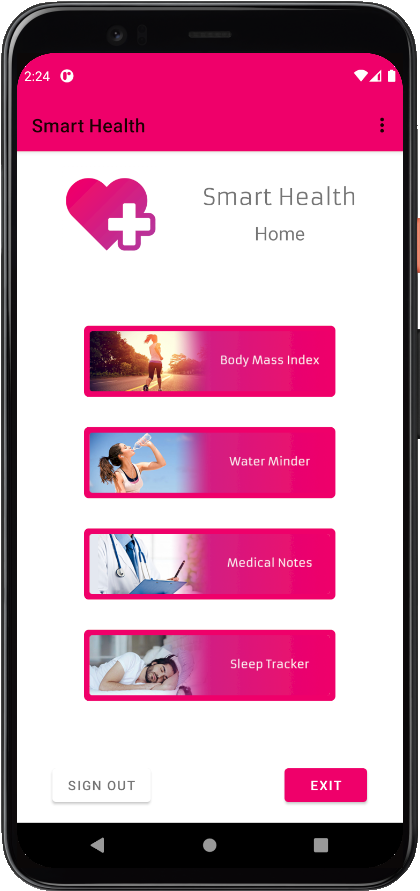 2:24
Smart Health
Smart Health
Home
Body Mass Index
Water Minder
Medical Notes
Sleep Tracker
SIGN OUT
EXIT